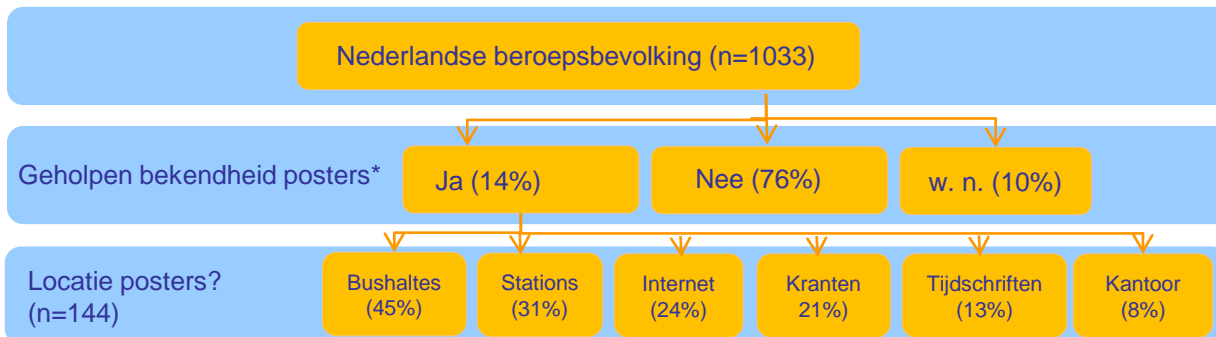 Nederlandse beroepsbevolking (n=1033)
Geholpen bekendheid posters*
Ja (14%)
Nee (76%)
w. n. (10%)
Locatie posters?
(n=144)
Bushaltes
(45%)
Stations
(31%)
Internet
(24%)
Kranten
21%)
Tijdschriften
(13%)
Kantoor
(8%)